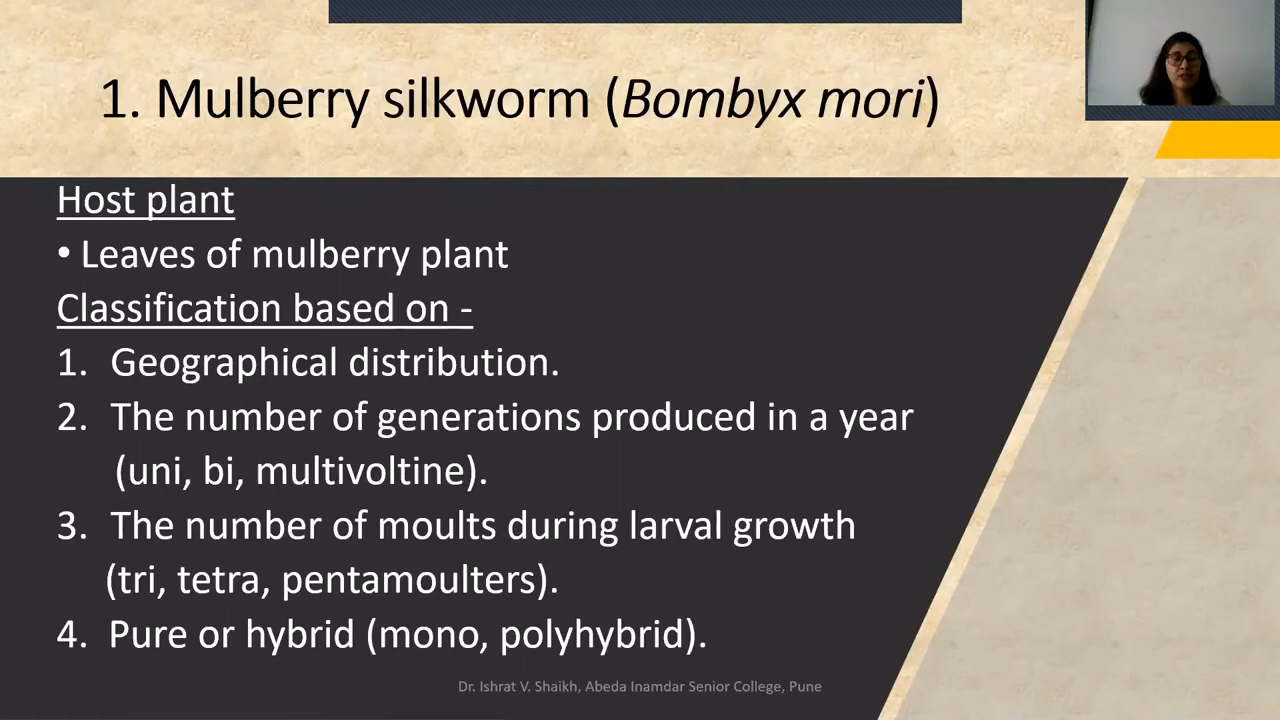 1. Mulberry silkworm (Bombyx mori)
Host plant
• Leaves of mulberry plant
Classification based on -
1. Geographical distribution.
2. The number of generations produced in a year
(uni, bi, multivoltine).
3. The number of moults during larval growth
(tri, tetra, pentamoulters).
4. Pure or hybrid (mono, polyhybrid).
Dr. Ishrat V. Shaikh, Abeda Inamdar Senior College, Pune